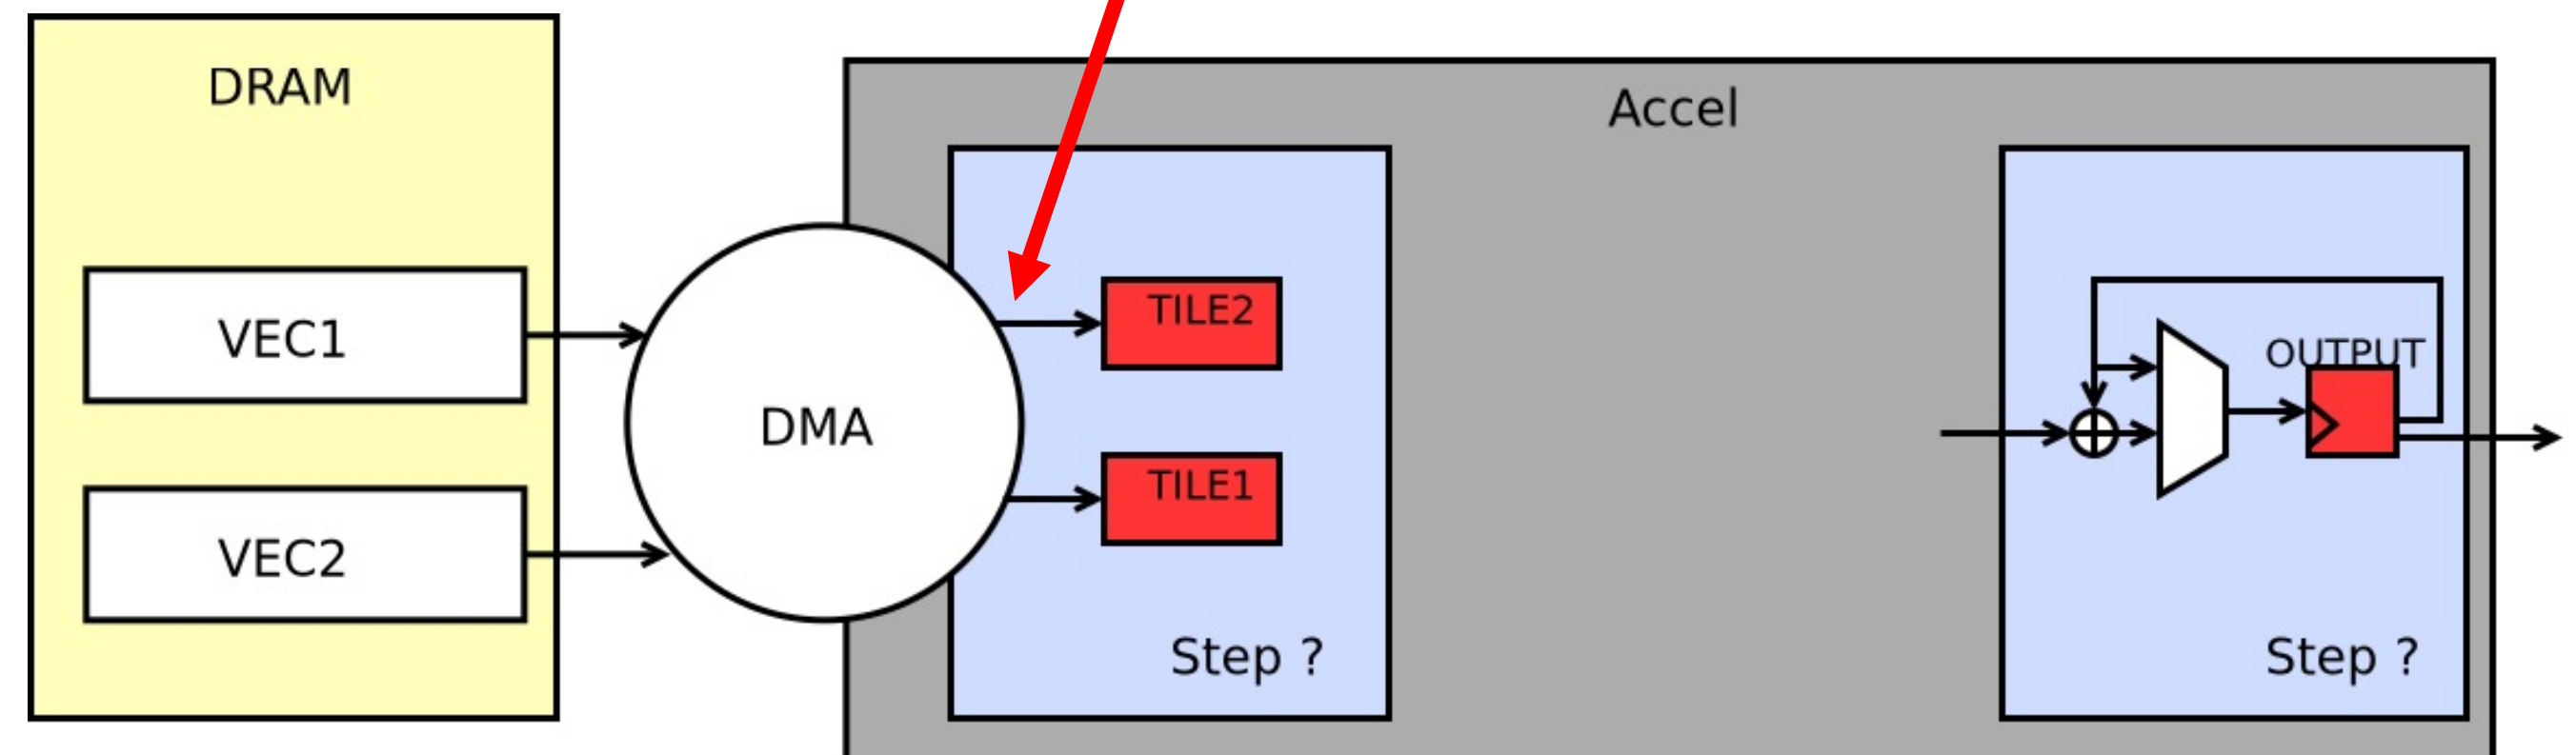 DRAM
VEC1
VEC2
DMA
Accel
TILE2
TILE1
Step ?
OUTPUT
Step ?